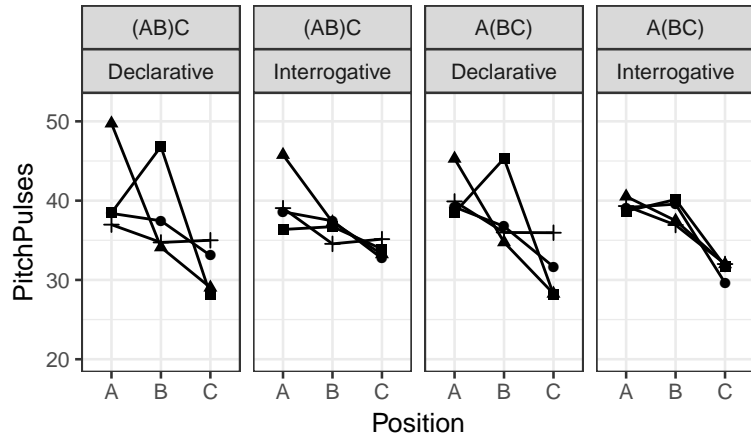 (AB)C (AB)C A(BC) A(BC)
Declarative Interrogative Declarative Interrogative
50
40
30
20
PitchPulses
A B C A B C A B C A B C
Position